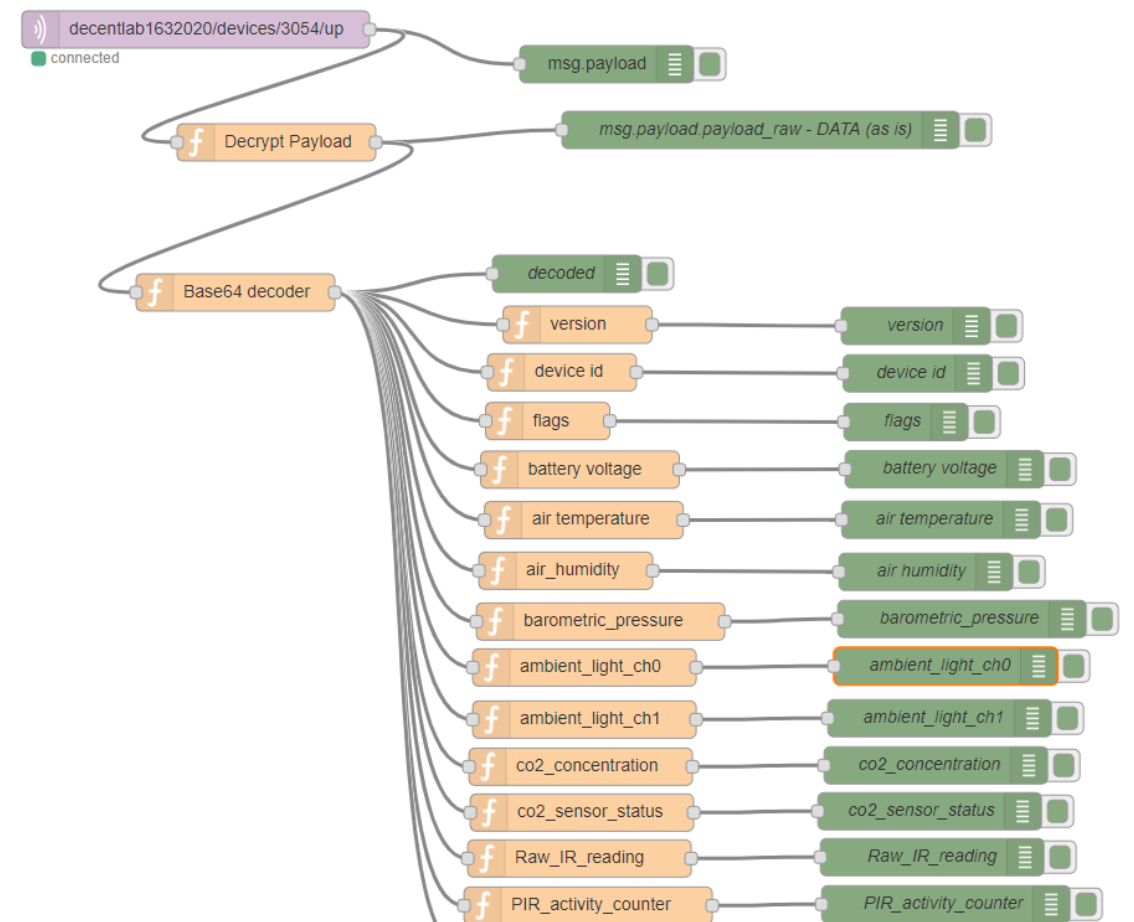 decentlab1632020/devices/3054/up
connected
msg.payload
Decrypt Payload
msg.payload.payload_raw - DATA (as is)
Base64 decoder
decoded
version
version
device id
device id
flags
flags
battery voltage
battery voltage
air temperature
air temperature
air_humidity
air humidity
barometric_pressure
barometric_pressure
ambient_light_ch0
ambient_light_ch0
ambient_light_ch1
ambient_light_ch1
co2_concentration
co2_concentration
co2_sensor_status
co2_sensor_status
Raw_IR_reading
Raw_IR_reading
PIR_activity_counter
PIR_activity_counter